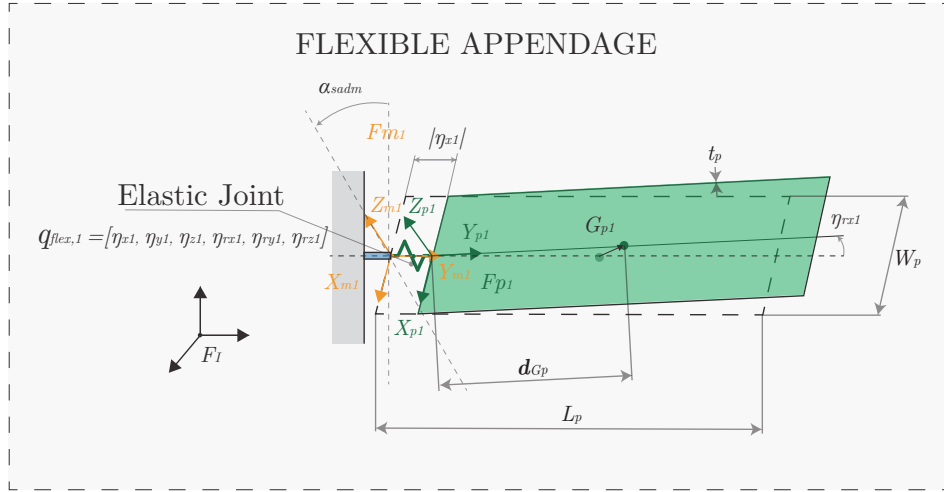 FLEXIBLE APPENDAGE
αsadm
Fm1
|ηx1|
tp
Elastic Joint
Zm1
Zp1
Gp1
ηrx1
qflex,1 =[ηx1, ηy1, ηz1, ηrx1, ηry1, ηrz1]
Yp1
Wp
Ym1
Xm1
Fp1
Xp1
FI
dGp
Lp